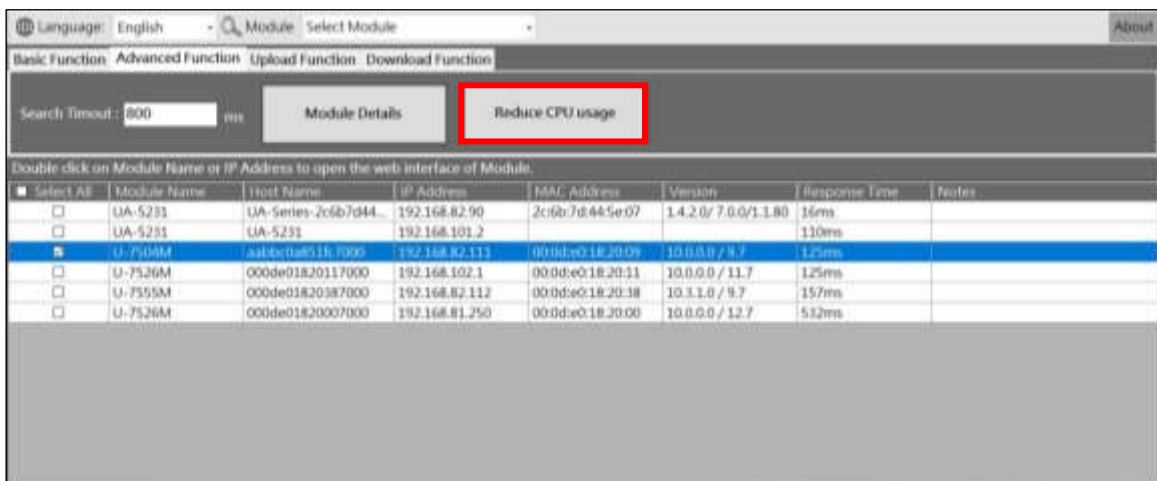 Language: English Module Select Module About
Basic Function Advanced Function Upload Function Download Function
Search Timout : 800 ms Module Details Reduce CPU usage
Double click on Module Name or IP Address to open the web interface of Module.
Select All Module Name Host Name IP Address MAC Address Version Response Time Notes
UA-5231 UA-Series-2c6b7d44... 192.168.82.90 2c:6b:7d:44:5e:07 1.4.2.0/ 7.0.0/1.1.80 16ms
UA-5231 UA-5231 192.168.101.2 110ms
U-7504M 192.168.82.111 00:0d:e0:18:20:09 10.0.0.0 / 9.7 125ms
U-7526M 000de01820117000 192.168.102.1 00:0d:e0:18:20:11 10.0.0.0 / 11.7 125ms
U-7555M 000de01820387000 192.168.82.112 00:0d:e0:18:20:38 10.3.1.0 / 9.7 157ms
U-7526M 000de01820007000 192.168.81.250 00:0d:e0:18:20:00 10.0.0.0 / 12.7 532ms